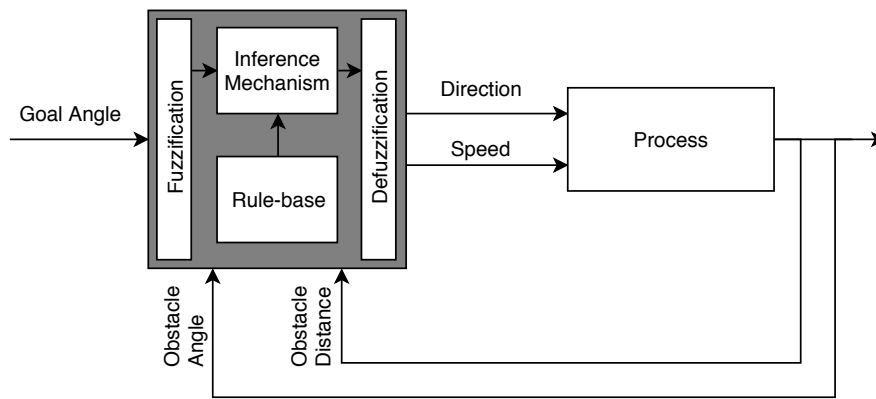 Goal Angle
Fuzzification
Inference
Mechanism
Rule-base
Defuzzification
Direction
Speed
Process
Obstacle
Angle
Obstacle
Distance